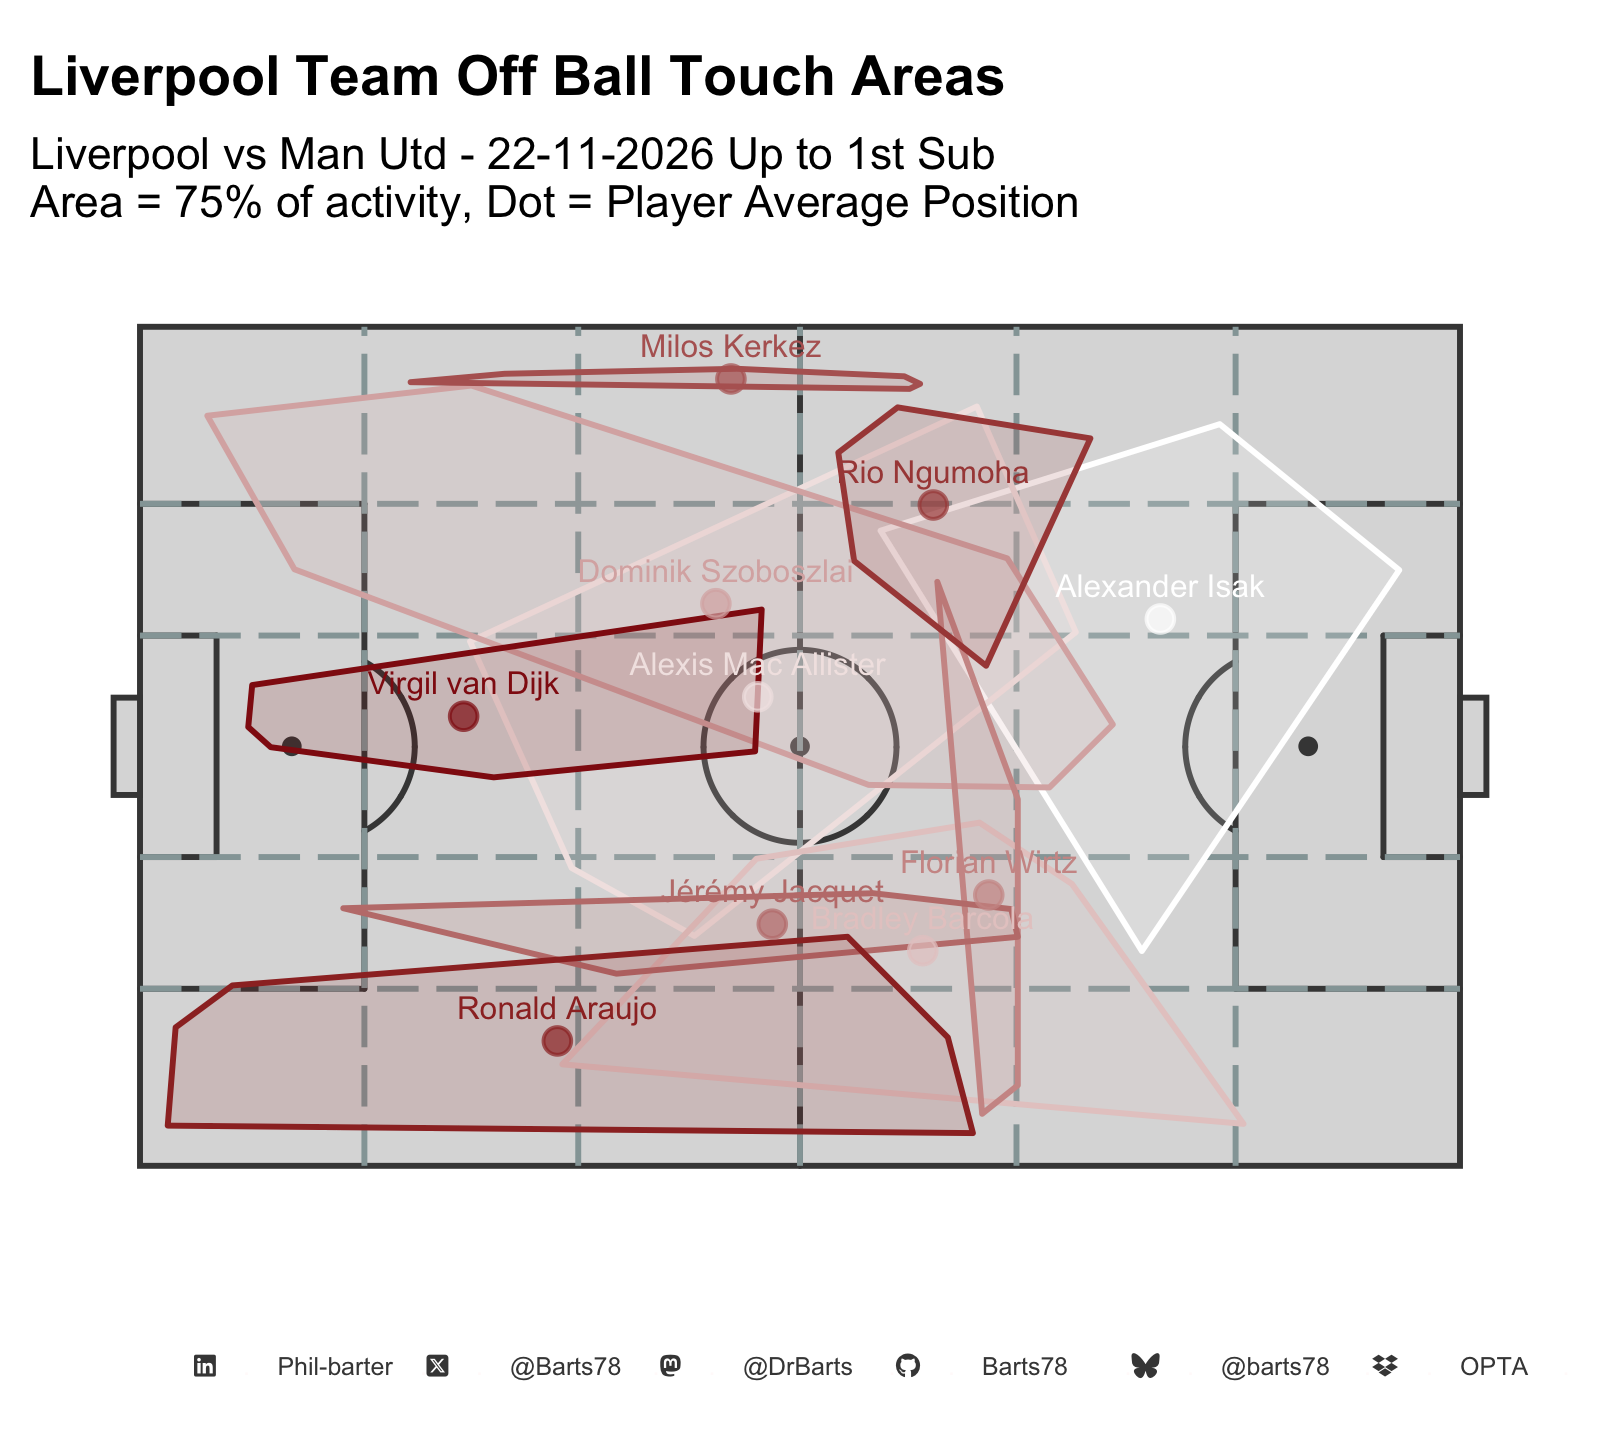 Liverpool Team Off Ball Touch Areas
Liverpool vs Man Utd - 22-11-2026 Up to 1st Sub
Area = 75% of activity, Dot = Player Average Position
Milos Kerkez
Rio Ngumoha
Dominik Szoboszlai
Alexander Isak
Alexis Mac Allister
Virgil van Dijk
Florian Wirtz
Jérémy Jacquet
Bradley Barcola
Ronald Araujo
Phil-barter @Barts78 @DrBarts Barts78 @barts78 OPTA